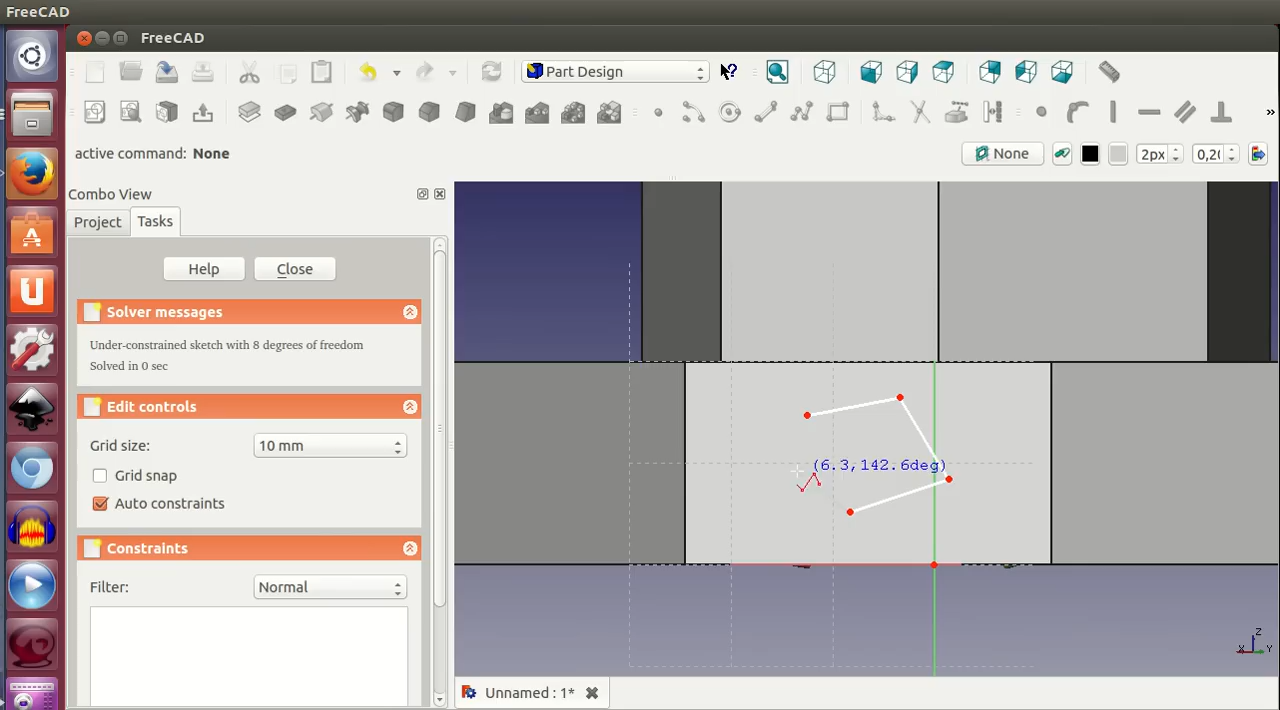 FreeCAD
FreeCAD
Part Design
active command: None
None
2px
0,20
Combo View
Project
Tasks
Help
Close
Solver messages
Under-constrained sketch with 8 degrees of freedom
Solved in 0 sec
Edit controls
Grid size:
10 mm
Grid snap
Auto constraints
Constraints
Filter:
Normal
(6.3,142.6deg)
Z
X
Y
Unnamed : 1*